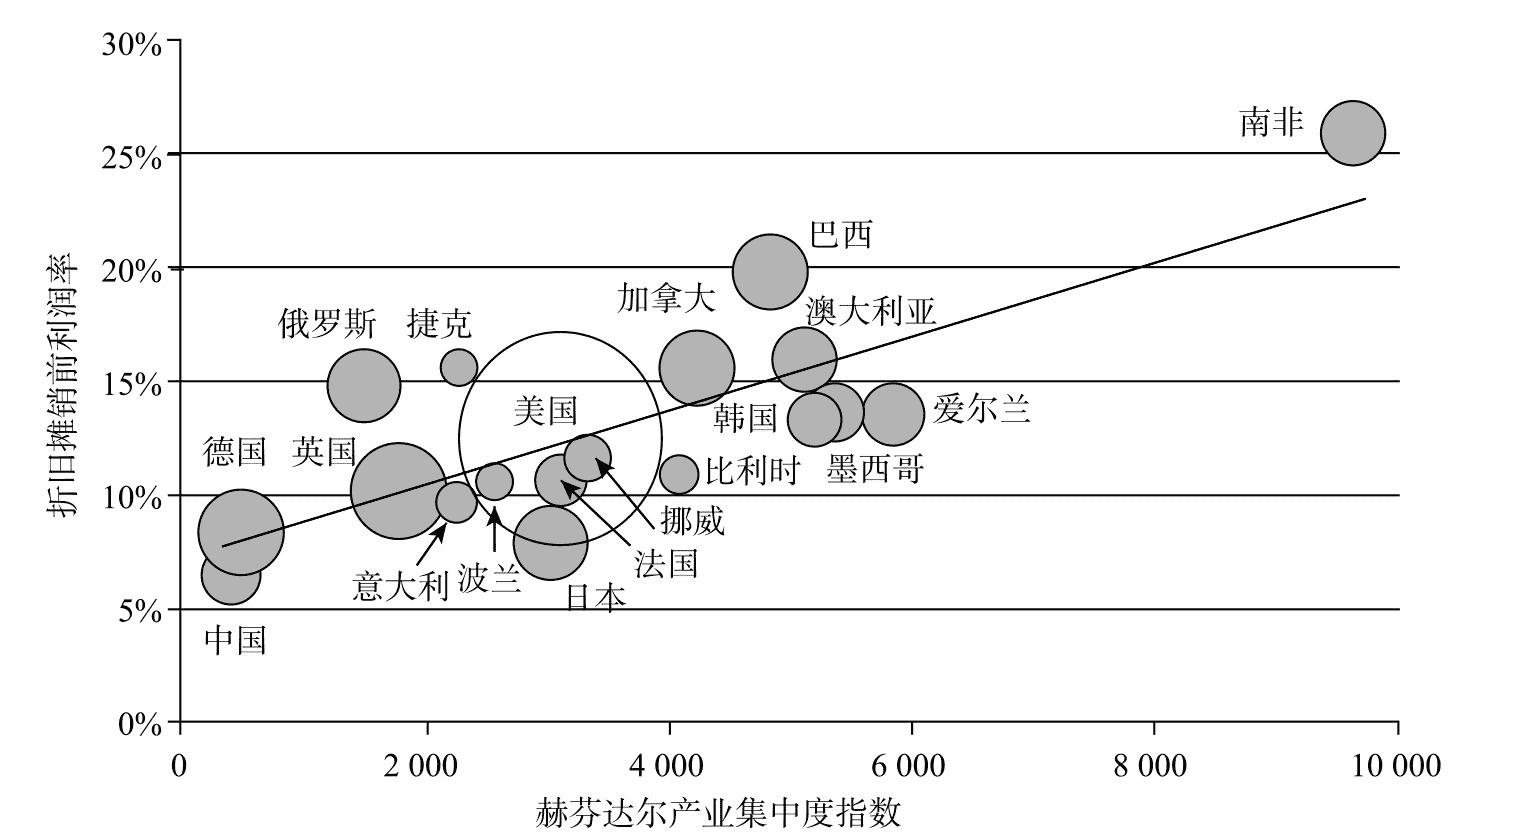 30%
南非
25%
巴西
20%
加拿大
澳大利亚
俄罗斯
捷克
15%
美国
韩国
爱尔兰
德国
英国
比利时
墨西哥
10%
挪威
法国
意大利
波兰
日本
5%
中国
0%
0
2 000
4 000
6 000
8 000
10 000
折旧摊销前利润率
赫芬达尔产业集中度指数